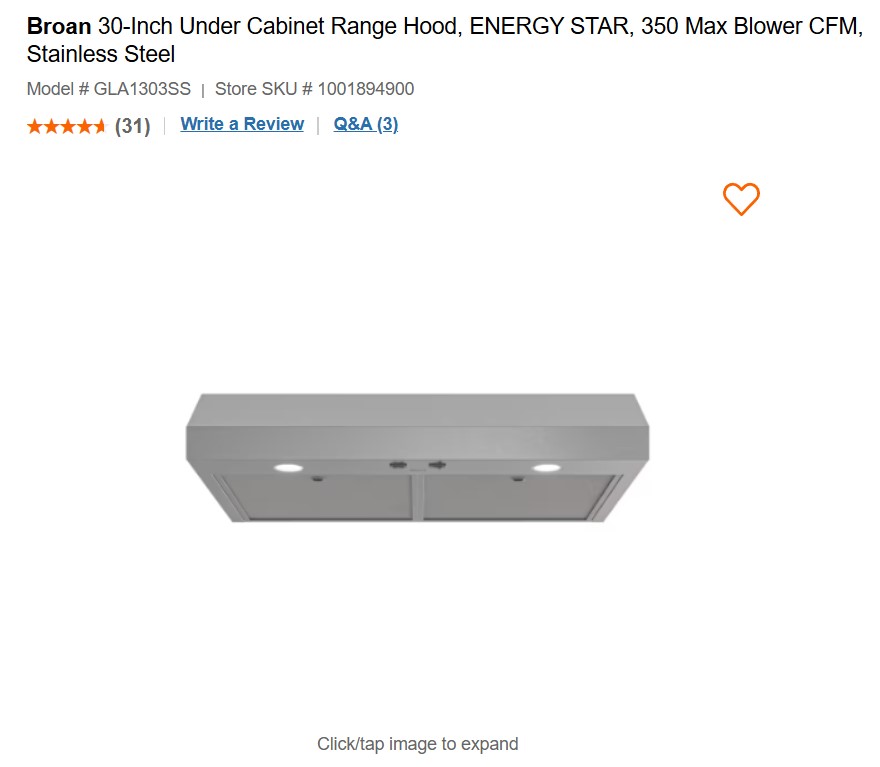 Broan 30-Inch Under Cabinet Range Hood, ENERGY STAR, 350 Max Blower CFM,
Stainless Steel
Model # GLA1303SS | Store SKU # 1001894900
(31) | Write a Review | Q&A (3)
Click/tap image to expand